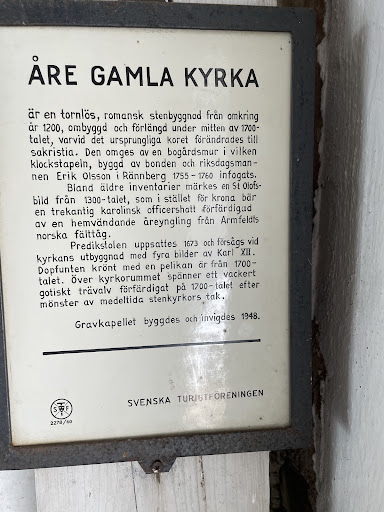 ÅRE GAMLA KYRKA
är en tornlös, romansk stenbyggnad från omkring
år 1200, ombyggd och förlängd under mitten av 1700-
talet, varvid det ursprungliga koret förändrades till
sakristia. Den omges av en bogårdsmur i vilken
klockstapeln, byggd av bonden och riksdagsman-
nen Erik Olsson i Rännberg 1755-1760 infogats.
Bland äldre inventarier märkes en St Olofs-
bild från 1300-talet, som i stället för krona bär
en trekantig karolinsk officershatt förfärdigad
av en hemvändande åreyngling från Armfeldts
norska fälttåg.
Predikstolen uppsattes 1673 och försågs vid
kyrkans utbyggnad med fyra bilder av Karl XII.
Dopfunten krönt med en pelikan är från 1700-
talet. Över kyrkorummet spänner ett vackert
gotiskt trävalv förfärdigat på 1700-talet efter
mönster av medeltida stenkyrkors tak.
Gravkapellet byggdes och invigdes 1948.
STF
2278/60
SVENSKA TURISTFÖRENINGEN